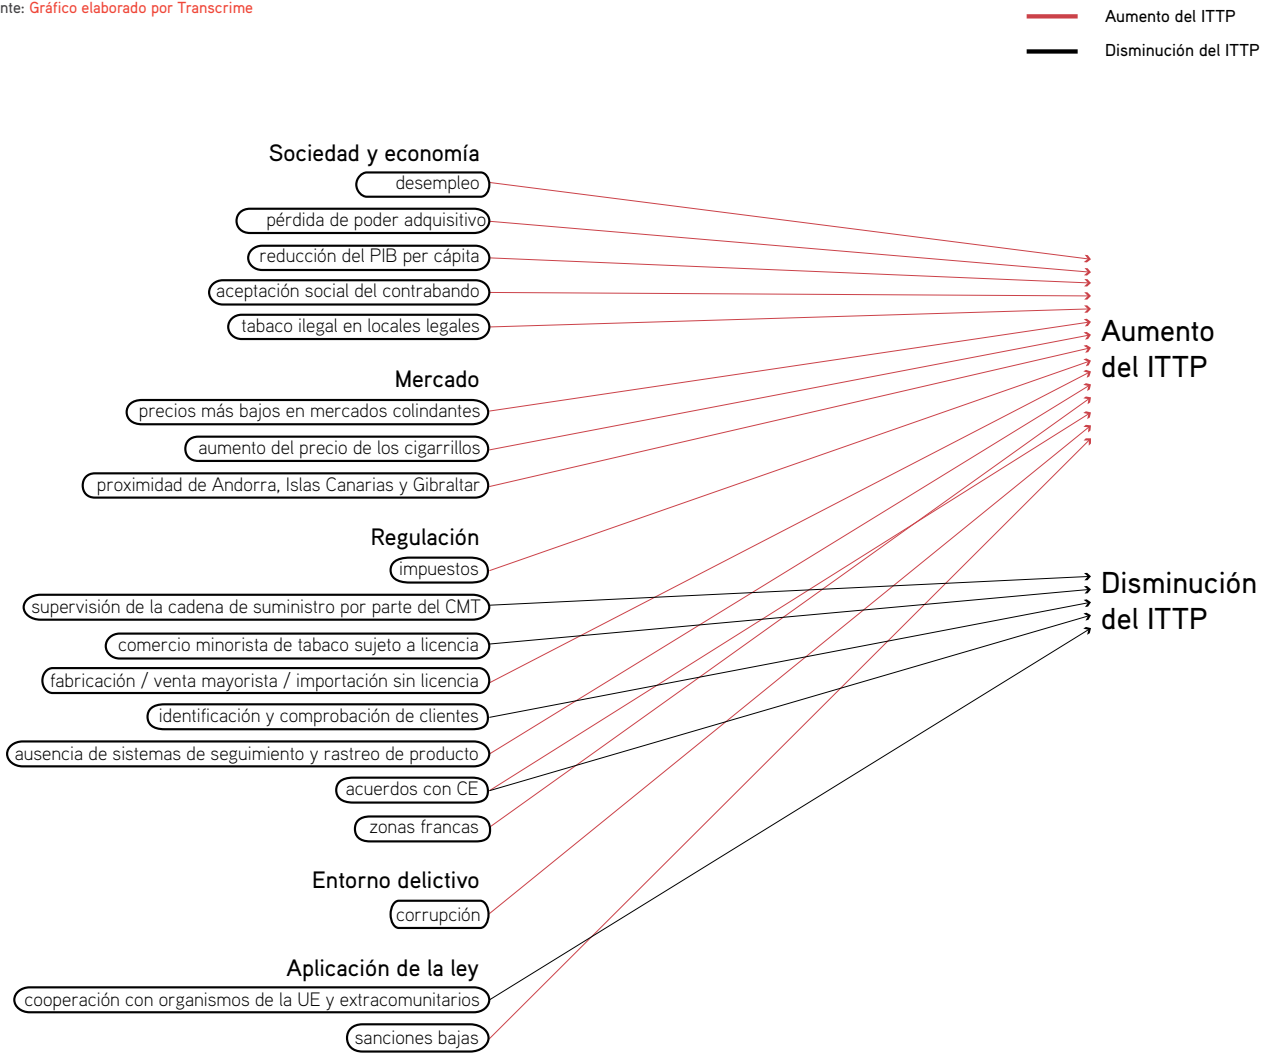 nte: Gráfico elaborado por Transcrime
Aumento del ITTP
Disminución del ITTP
Sociedad y economía
desempleo
pérdida de poder adquisitivo
reducción del PIB per cápita
aceptación social del contrabando
tabaco ilegal en locales legales
Mercado
precios más bajos en mercados colindantes
aumento del precio de los cigarrillos
proximidad de Andorra, Islas Canarias y Gibraltar
Regulación
impuestos
supervisión de la cadena de suministro por parte del CMT
comercio minorista de tabaco sujeto a licencia
fabricación / venta mayorista / importación sin licencia
identificación y comprobación de clientes
ausencia de sistemas de seguimiento y rastreo de producto
acuerdos con CE
zonas francas
Entorno delictivo
corrupción
Aplicación de la ley
cooperación con organismos de la UE y extracomunitarios
sanciones bajas
Aumento
del ITTP
Disminución
del ITTP